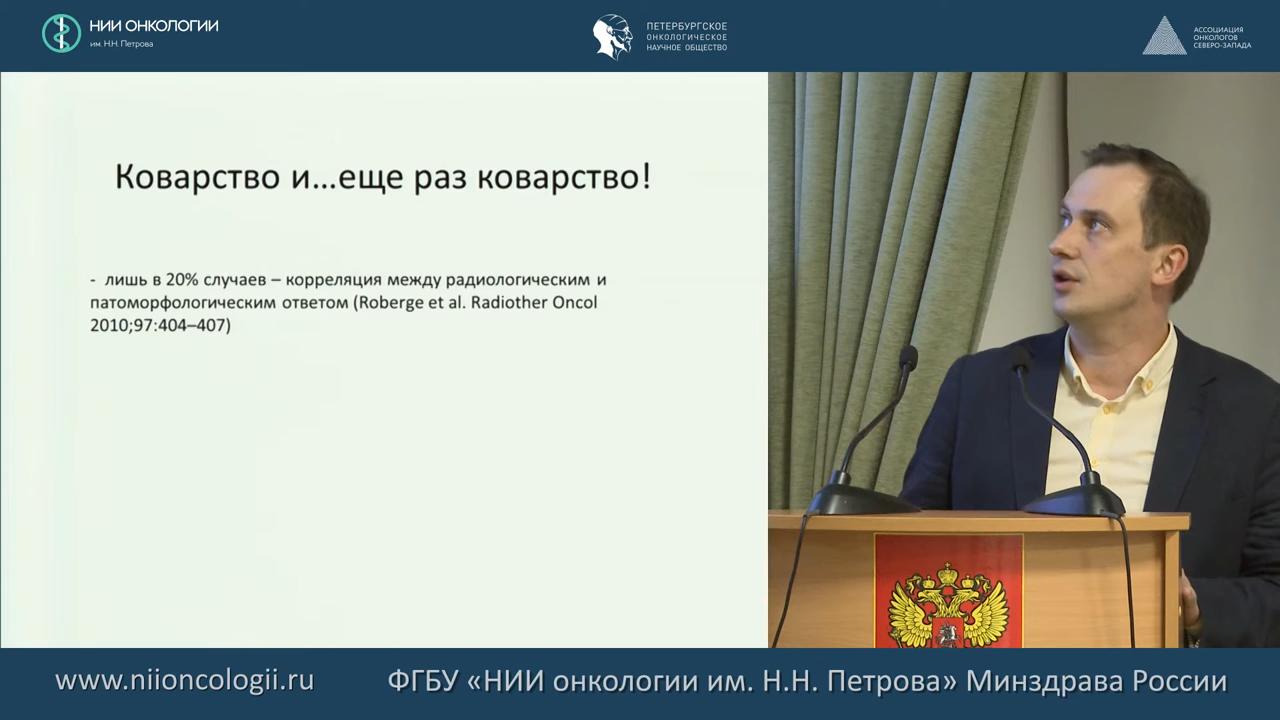 НИИ ОНКОЛОГИИ
им. Н.Н. Петрова
ПЕТЕРБУРГСКОЕ
ОНКОЛОГИЧЕСКОЕ
НАУЧНОЕ ОБЩЕСТВО
АССОЦИАЦИЯ
ОНКОЛОГОВ
СЕВЕРО-ЗАПАДА
Коварство и...еще раз коварство!
- лишь в 20% случаев – корреляция между радиологическим и
патоморфологическим ответом (Roberge et al. Radiother Oncol
2010;97:404–407)
www.niioncologii.ru
ФГБУ «НИИ онкологии им. Н.Н. Петрова» Минздрава России